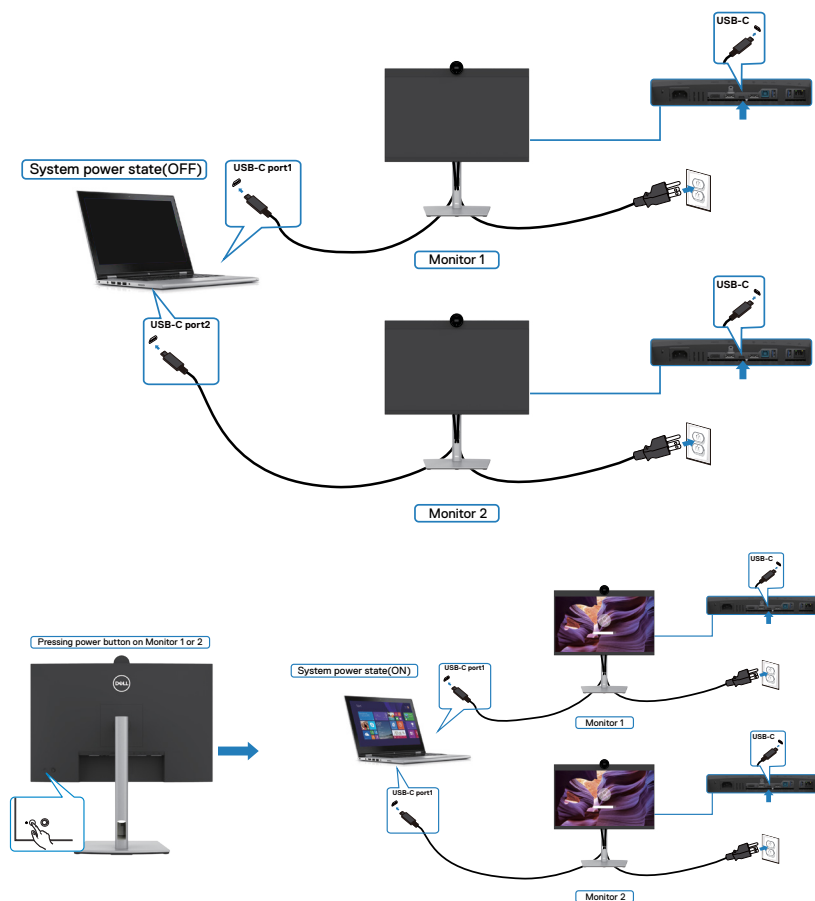 USB-C
System power state(OFF)
USB-C port1
Monitor 1
USB-C
USB-C port2
Monitor 2
USB-C
Pressing power button on Monitor 1 or 2
DELL
System power state(ON)
USB-C port1
Monitor 1
USB-C
USB-C port1
Monitor 2